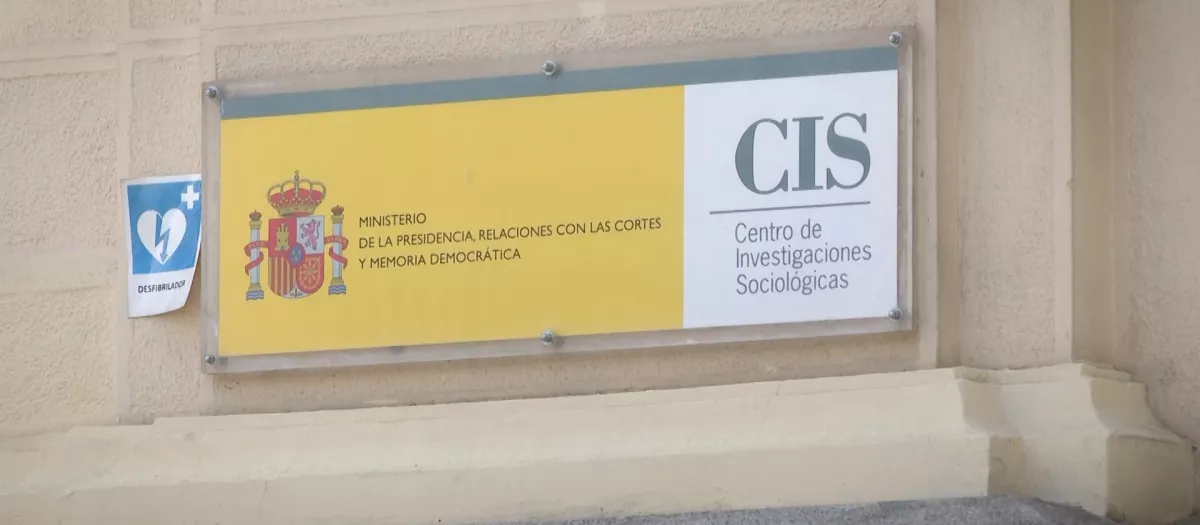 DESFIBRILADOR
MINISTERIO
DE LA PRESIDENCIA, RELACIONES CON LAS CORTES
Y MEMORIA DEMOCRÁTICA
CIS
Centro de
Investigaciones
Sociológicas